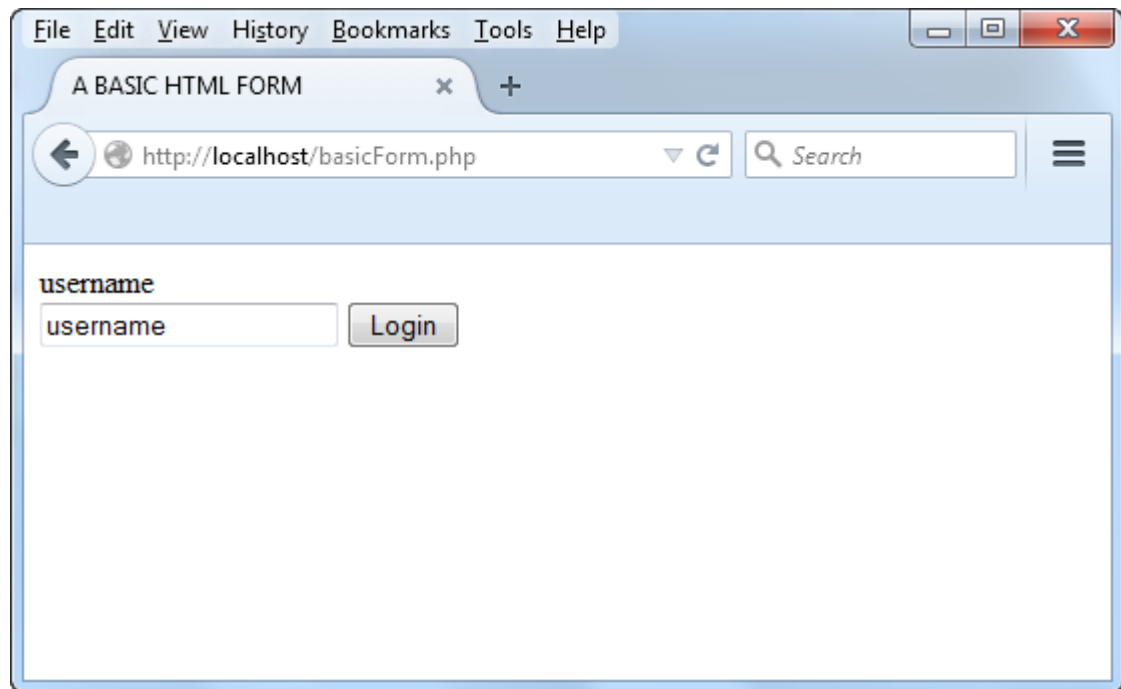 File Edit View History Bookmarks Tools Help
A BASIC HTML FORM
http://localhost/basicForm.php Search
username
username Login